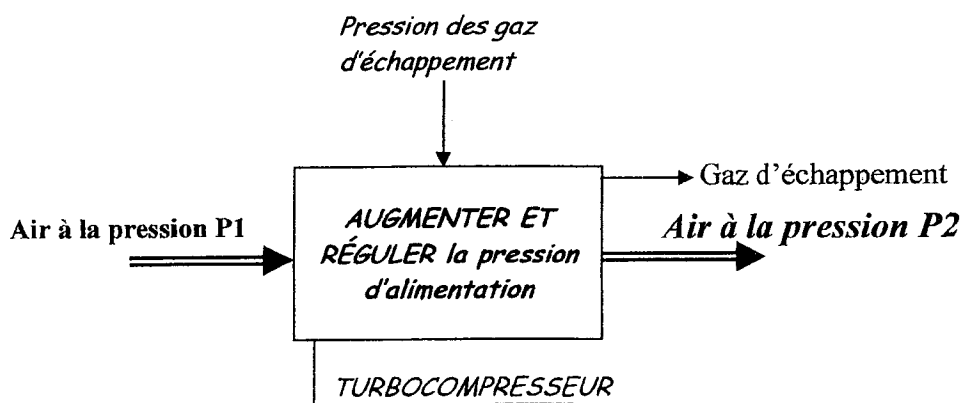 Pression des gaz
d'échappement
Gaz d'échappement
Air à la pression P1
AUGMENTER ET
RÉGULER la pression
d'alimentation
Air à la pression P2
TURBOCOMPRESSEUR